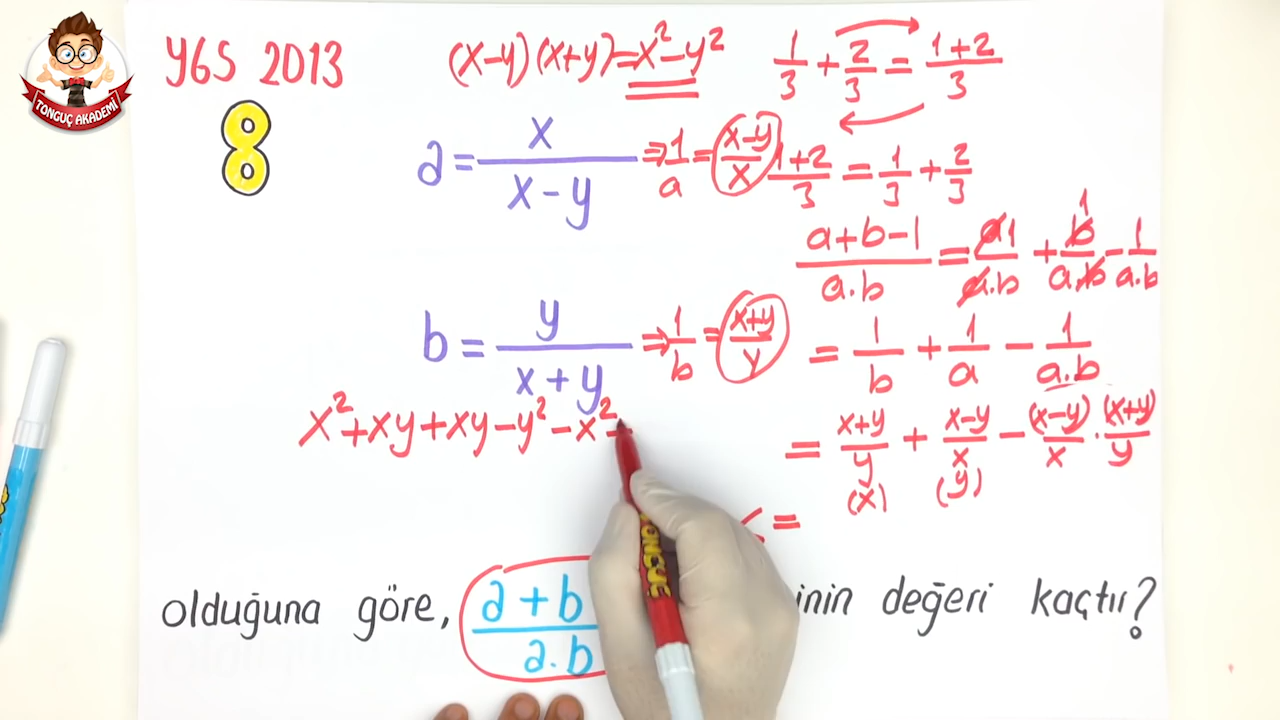 TONGUÇ AKADEMİ
YGS 2013
8
(x-y)(x+y)=x²-y²
1/3 + 2/3 = (1+2)/3
a = x/(x-y) ⇒ 1/a = (x-y)/x
(1+2)/3 = 1/3 + 2/3
(a+b-1)/(a.b) = a1/(a.b) + b1/(a.b) - 1/(a.b)
b = y/(x+y) ⇒ 1/b = (x+y)/y
= 1/b + 1/a - 1/(a.b)
x²+xy+xy-y²-x²
= (x+y)/y + (x-y)/x - (x-y)/x . (x+y)/y
(x) (y)
=
olduğuna göre, (a+b)/(a.b) inin değeri kaçtır?